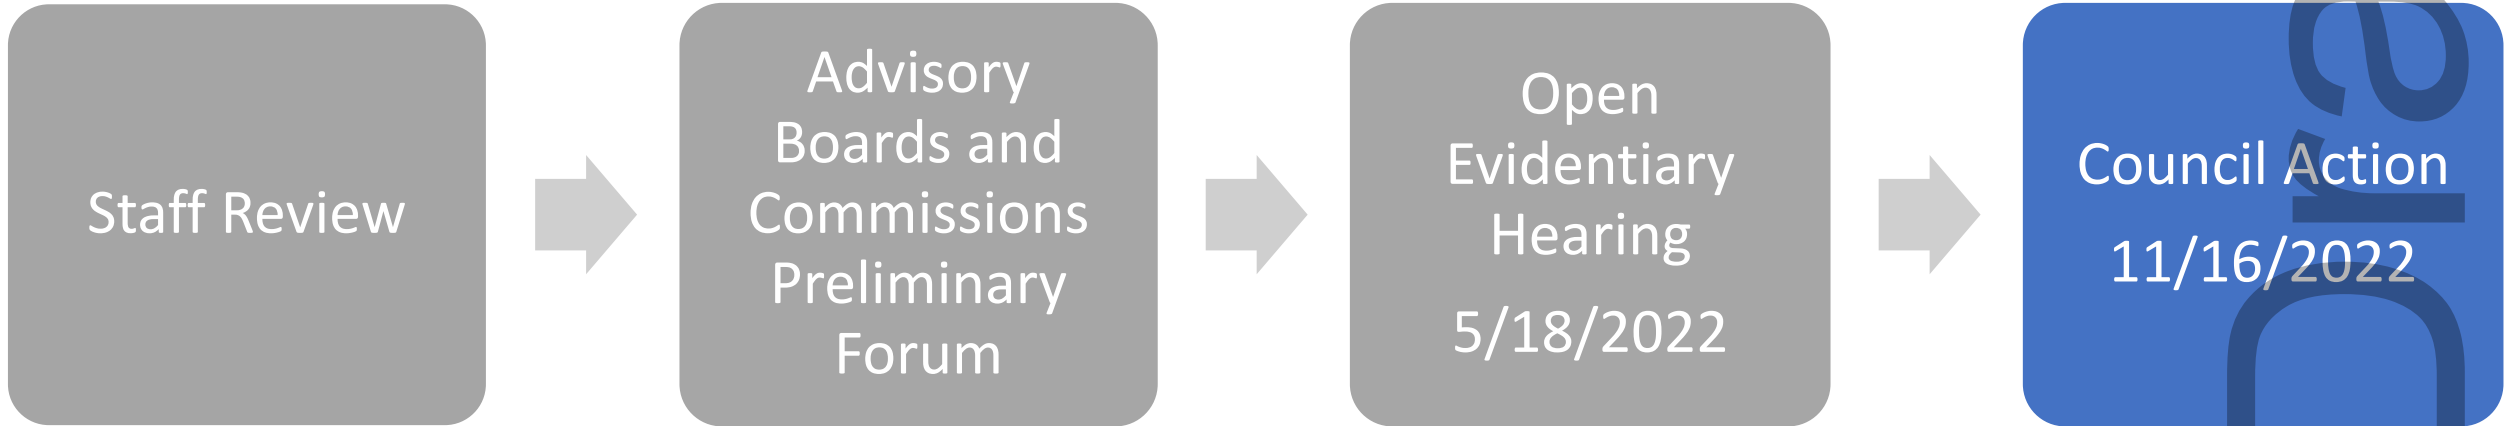 Staff Review
Advisory
Boards and
Commissions
Preliminary
Forum
Open
Evidentiary
Hearing
5/18/2022
Council Action
11/16/2022